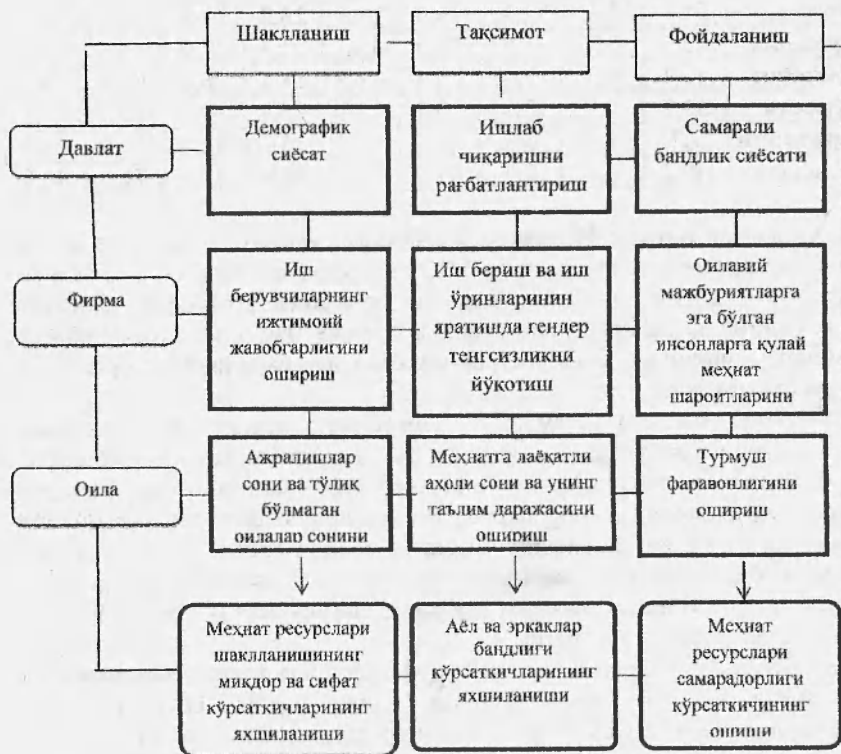 Шаклланиш
Тақсимот
Фойдаланиш
Давлат
Демографик
сиёсат
Ишлаб
чиқаришни
рағбатлантириш
Самарали
бандлик сиёсати
Фирма
Иш
берувчиларнинг
ижтимоий
жавобгарлигини
ошириш
Иш бериш ва иш
ўринларинин
яратишда гендер
тенгсизликни
йўқотиш
Оилавий
мажбуриятларга
эга бўлган
инсонларга қулай
меҳнат
шароитларини
Оила
Ажралишлар
сони ва тўлиқ
бўлмаган
оилалар сонини
Меҳнатга лаёқатли
аҳоли сони ва унинг
таълим даражасини
ошириш
Турмуш
фаравонлигини
ошириш
Меҳнат ресурслари
шаклланишининг
миқдор ва сифат
кўрсаткичларининг
яхшиланиши
Аёл ва эркаклар
бандлиги
кўрсаткичларининг
яхшиланиши
Меҳнат
ресурслари
самарадорлиги
кўрсаткичининг
ошиши